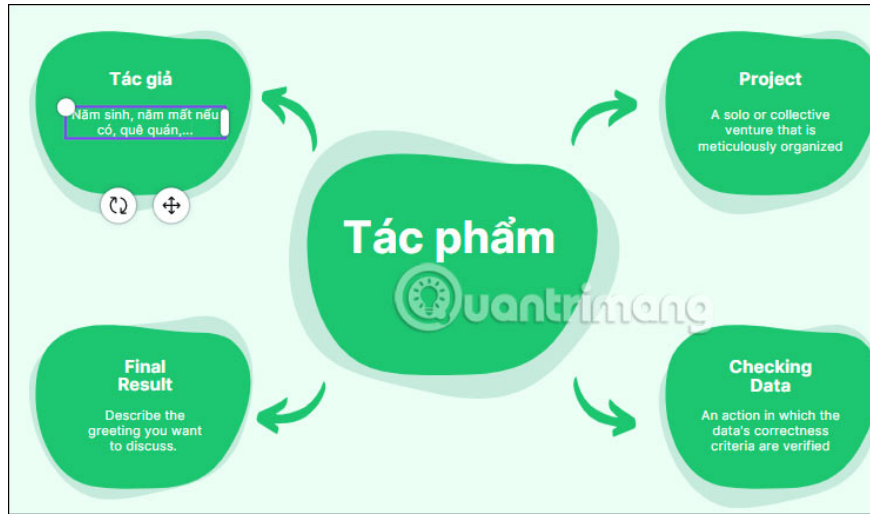 Tác giả
Năm sinh, năm mất nếu
có, quê quán,...
Project
A solo or collective
venture that is
meticulously organized
Tác phẩm
Quantrimang
Final
Result
Describe the
greeting you want
to discuss.
Checking
Data
An action in which the
data's correctness
criteria are verified